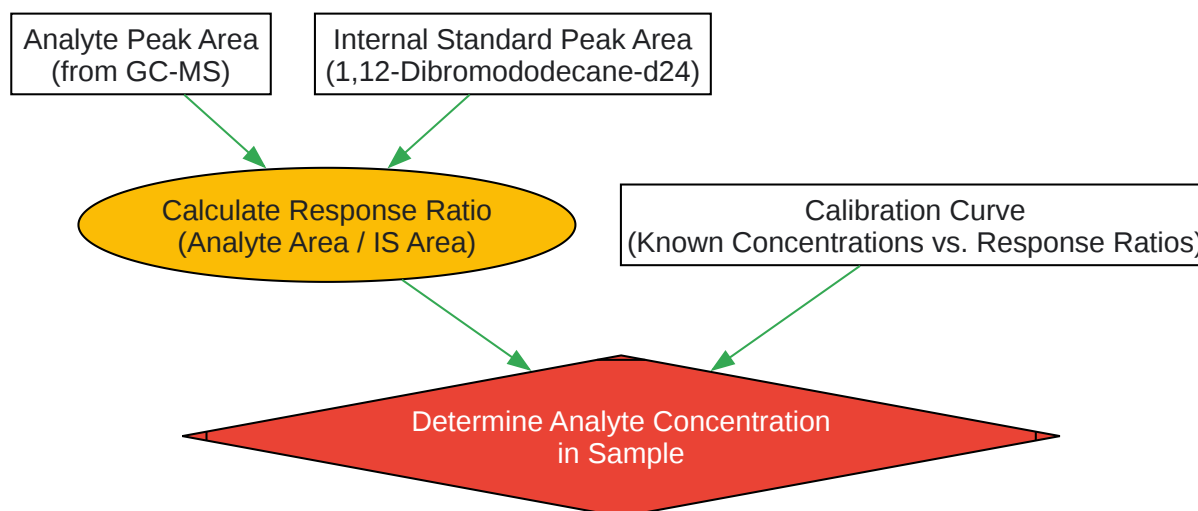 Analyte Peak Area
(from GC-MS)
Internal Standard Peak Area
(1,12-Dibromododecane-d24)
Calculate Response Ratio
(Analyte Area / IS Area)
Calibration Curve
(Known Concentrations vs. Response Ratios)
Determine Analyte Concentration
in Sample